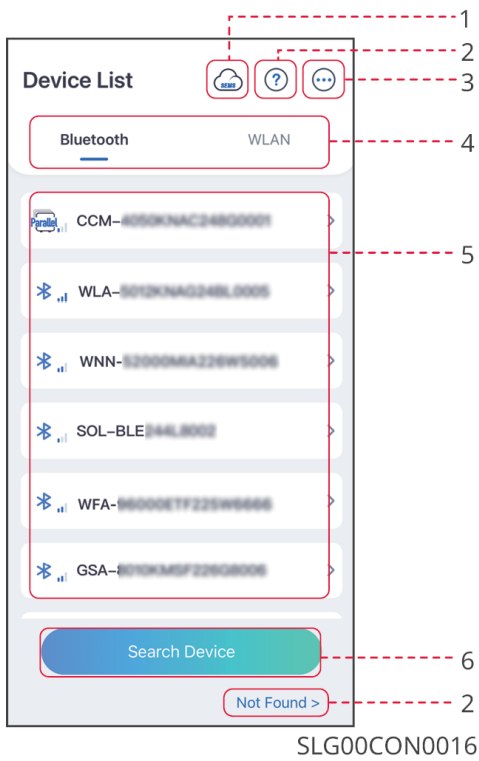 1
2
3
Device List
DEMO
?
Bluetooth
WLAN
4
Parallel
CCM-
5
WLA-
WNN-
SOL-BLE
WFA-
GSA-
Search Device
6
Not Found >
2
SLG00CON0016